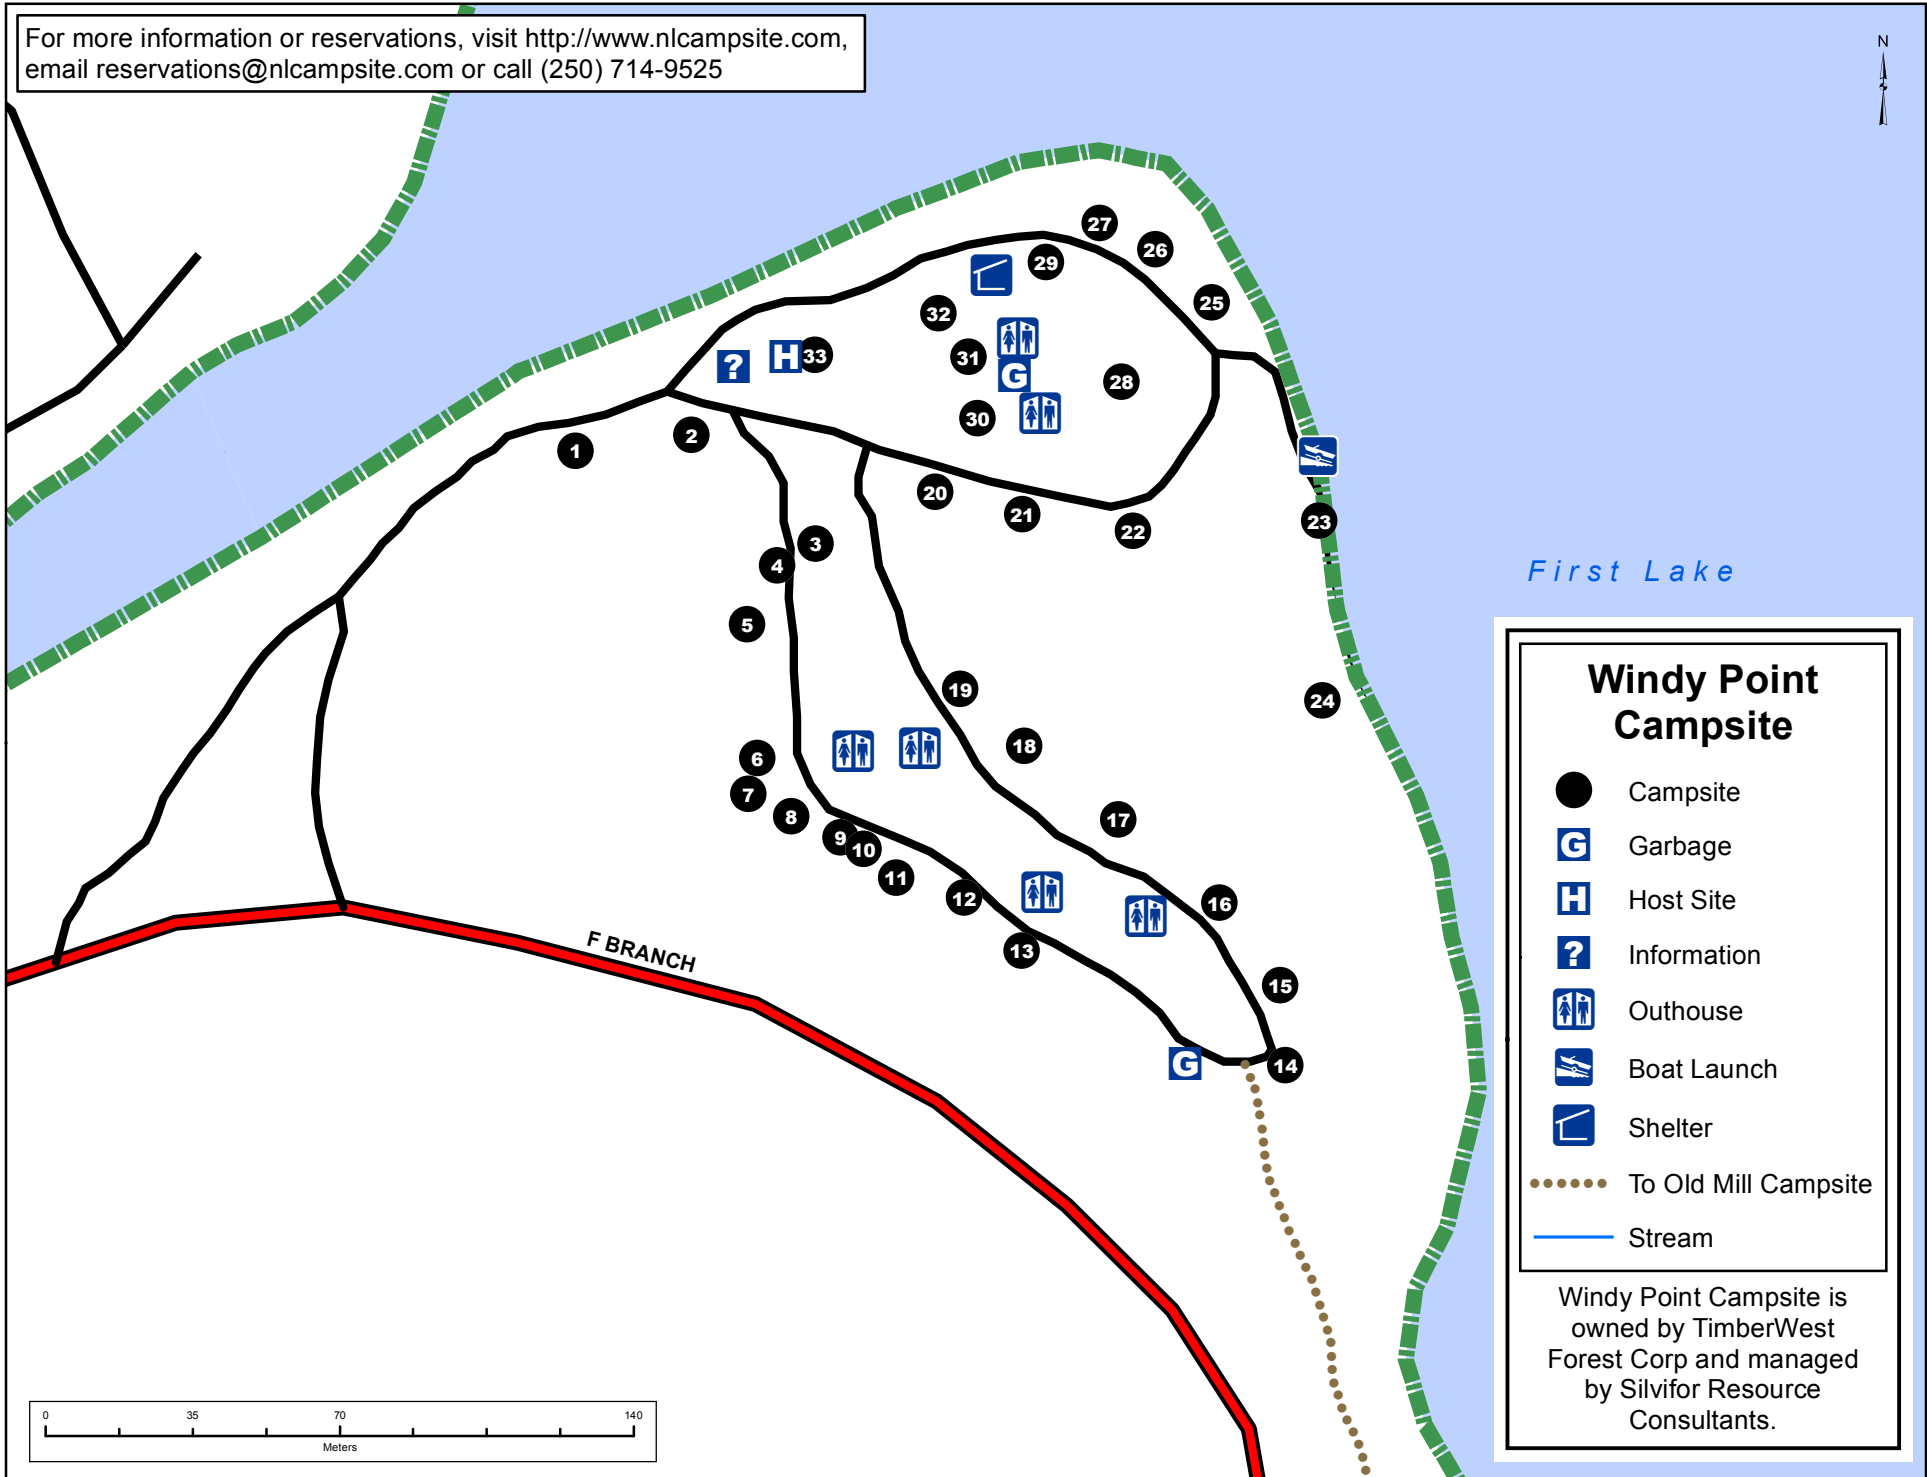 For more information or reservations, visit http://www.nlcampsite.com,
email reservations@nlcampsite.com or call (250) 714-9525
N
27
26
29
25
32
31
33
H
?
G
28
30
2
1
20
21
22
23
3
4
5
First Lake
19
24
18
6
7
8
9
10
11
17
12
16
13
F BRANCH
15
14
G
Windy Point
Campsite
Campsite
G Garbage
H Host Site
? Information
Outhouse
Boat Launch
Shelter
To Old Mill Campsite
Stream
Windy Point Campsite is
owned by TimberWest
Forest Corp and managed
by Silvifor Resource
Consultants.
0 35 70 140
Meters